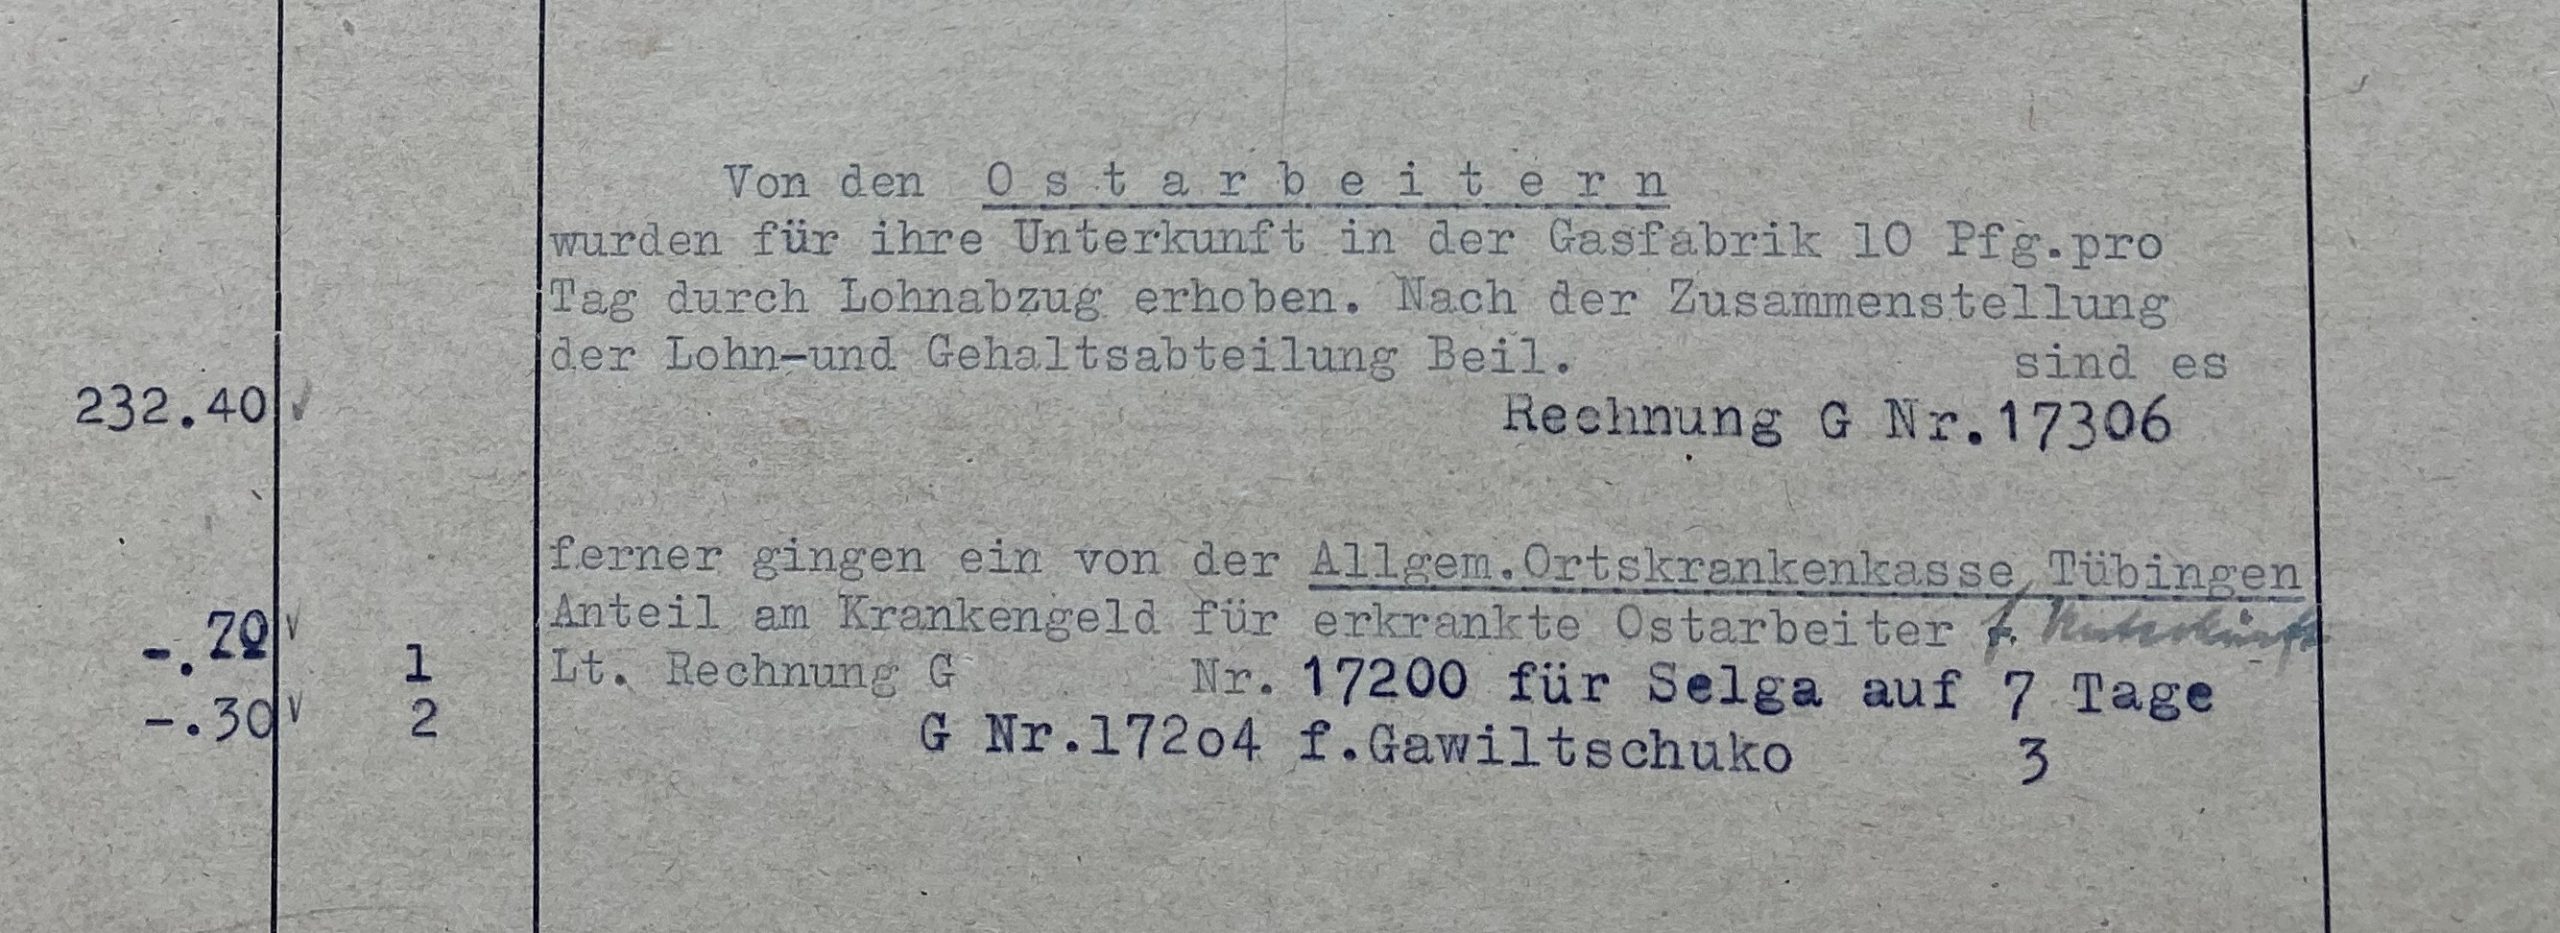 Von den O s t a r b e i t e r n
wurden für ihre Unterkunft in der Gasfabrik 10 Pfg.pro
Tag durch Lohnabzug erhoben. Nach der Zusammenstellung
der Lohn-und Gehaltsabteilung Beil. sind es
232.40 Rechnung G Nr.17306
ferner gingen ein von der Allgem.Ortskrankenkasse Tübingen
Anteil am Krankengeld für erkrankte Ostarbeiter f. Unterkunft
-.70 1 Lt. Rechnung G Nr. 17200 für Selga auf 7 Tage
-.30 2 G Nr.172o4 f.Gawiltschuko 3